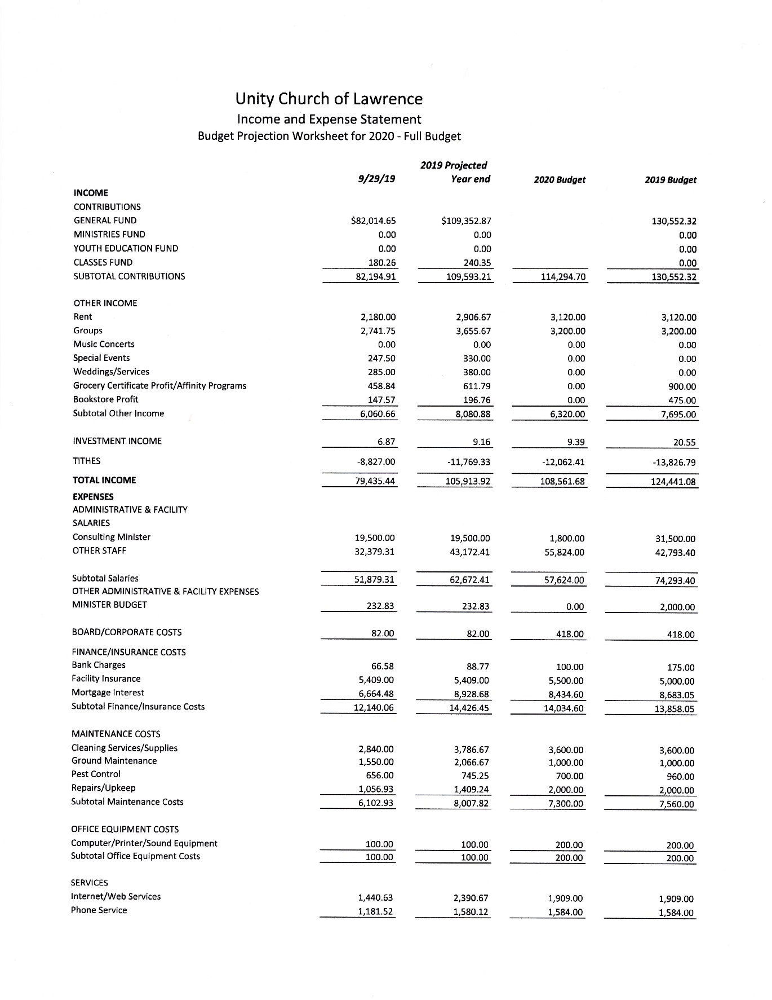 Unity Church of Lawrence
Income and Expense Statement
Budget Projection Worksheet for 2020 - Full Budget
2019 Projected
9/29/19 Year end 2020 Budget 2019 Budget
INCOME
CONTRIBUTIONS
GENERAL FUND $82,014.65 $109,352.87 130,552.32
MINISTRIES FUND 0.00 0.00 0.00
YOUTH EDUCATION FUND 0.00 0.00 0.00
CLASSES FUND 180.26 240.35 0.00
SUBTOTAL CONTRIBUTIONS 82,194.91 109,593.21 114,294.70 130,552.32
OTHER INCOME
Rent 2,180.00 2,906.67 3,120.00 3,120.00
Groups 2,741.75 3,655.67 3,200.00 3,200.00
Music Concerts 0.00 0.00 0.00 0.00
Special Events 247.50 330.00 0.00 0.00
Weddings/Services 285.00 380.00 0.00 0.00
Grocery Certificate Profit/Affinity Programs 458.84 611.79 0.00 900.00
Bookstore Profit 147.57 196.76 0.00 475.00
Subtotal Other Income 6,060.66 8,080.88 6,320.00 7,695.00
INVESTMENT INCOME 6.87 9.16 9.39 20.55
TITHES -8,827.00 -11,769.33 -12,062.41 -13,826.79
TOTAL INCOME 79,435.44 105,913.92 108,561.68 124,441.08
EXPENSES
ADMINISTRATIVE & FACILITY
SALARIES
Consulting Minister 19,500.00 19,500.00 1,800.00 31,500.00
OTHER STAFF 32,379.31 43,172.41 55,824.00 42,793.40
Subtotal Salaries 51,879.31 62,672.41 57,624.00 74,293.40
OTHER ADMINISTRATIVE & FACILITY EXPENSES
MINISTER BUDGET 232.83 232.83 0.00 2,000.00
BOARD/CORPORATE COSTS 82.00 82.00 418.00 418.00
FINANCE/INSURANCE COSTS
Bank Charges 66.58 88.77 100.00 175.00
Facility Insurance 5,409.00 5,409.00 5,500.00 5,000.00
Mortgage Interest 6,664.48 8,928.68 8,434.60 8,683.05
Subtotal Finance/Insurance Costs 12,140.06 14,426.45 14,034.60 13,858.05
MAINTENANCE COSTS
Cleaning Services/Supplies 2,840.00 3,786.67 3,600.00 3,600.00
Ground Maintenance 1,550.00 2,066.67 1,000.00 1,000.00
Pest Control 656.00 745.25 700.00 960.00
Repairs/Upkeep 1,056.93 1,409.24 2,000.00 2,000.00
Subtotal Maintenance Costs 6,102.93 8,007.82 7,300.00 7,560.00
OFFICE EQUIPMENT COSTS
Computer/Printer/Sound Equipment 100.00 100.00 200.00 200.00
Subtotal Office Equipment Costs 100.00 100.00 200.00 200.00
SERVICES
Internet/Web Services 1,440.63 2,390.67 1,909.00 1,909.00
Phone Service 1,181.52 1,580.12 1,584.00 1,584.00